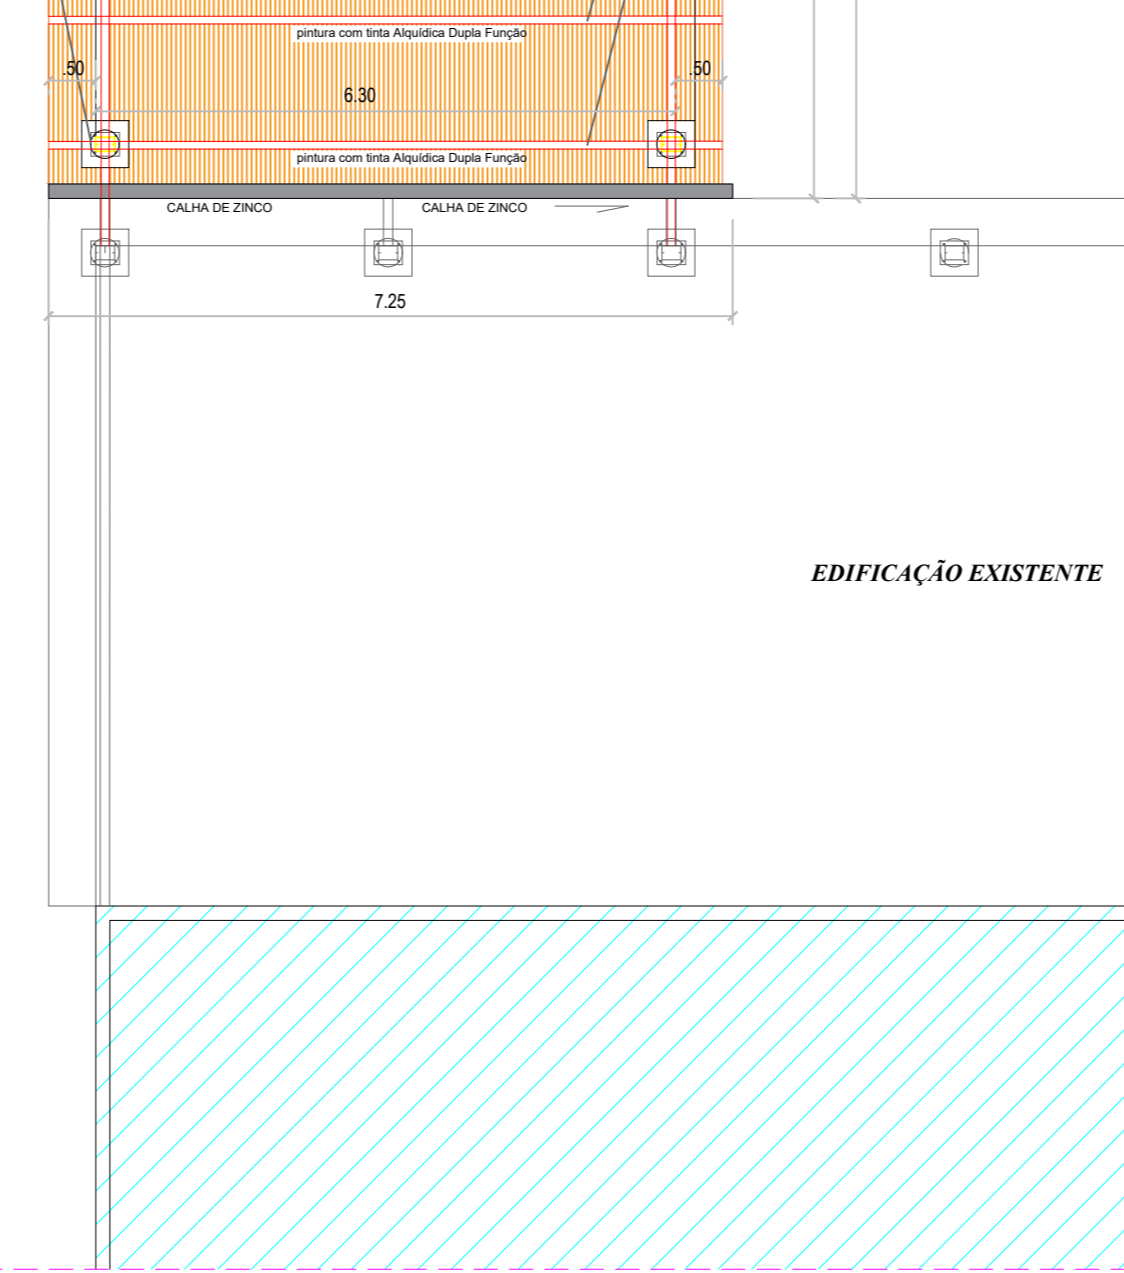 pintura com tinta Alquídica Dupla Função
.50
.50
6.30
pintura com tinta Alquídica Dupla Função
CALHA DE ZINCO
CALHA DE ZINCO
7.25
EDIFICAÇÃO EXISTENTE